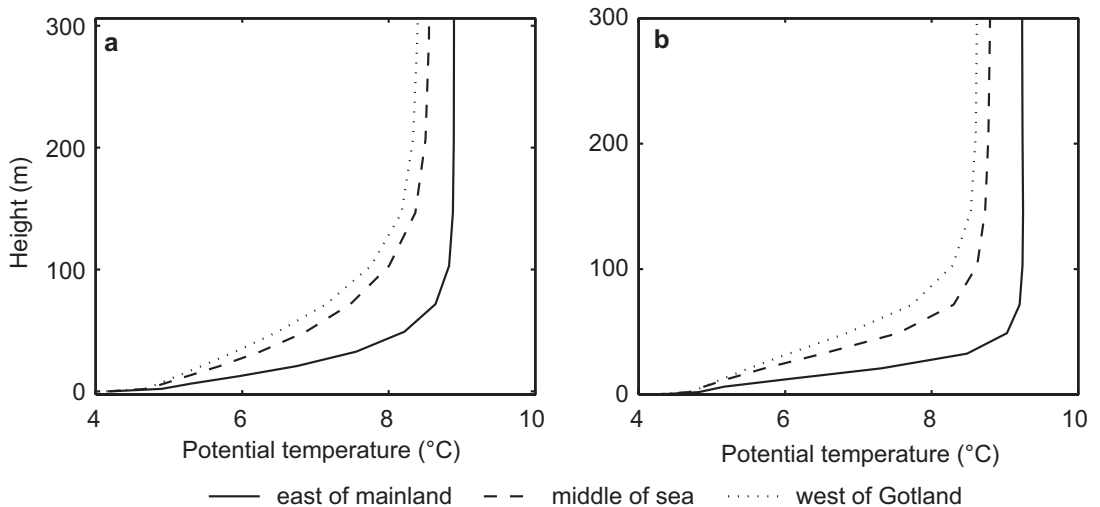 a
300
200
100
0
Height (m)
4 6 8 10
Potential temperature (°C)
b
300
200
100
0
4 6 8 10
Potential temperature (°C)
east of mainland middle of sea west of Gotland